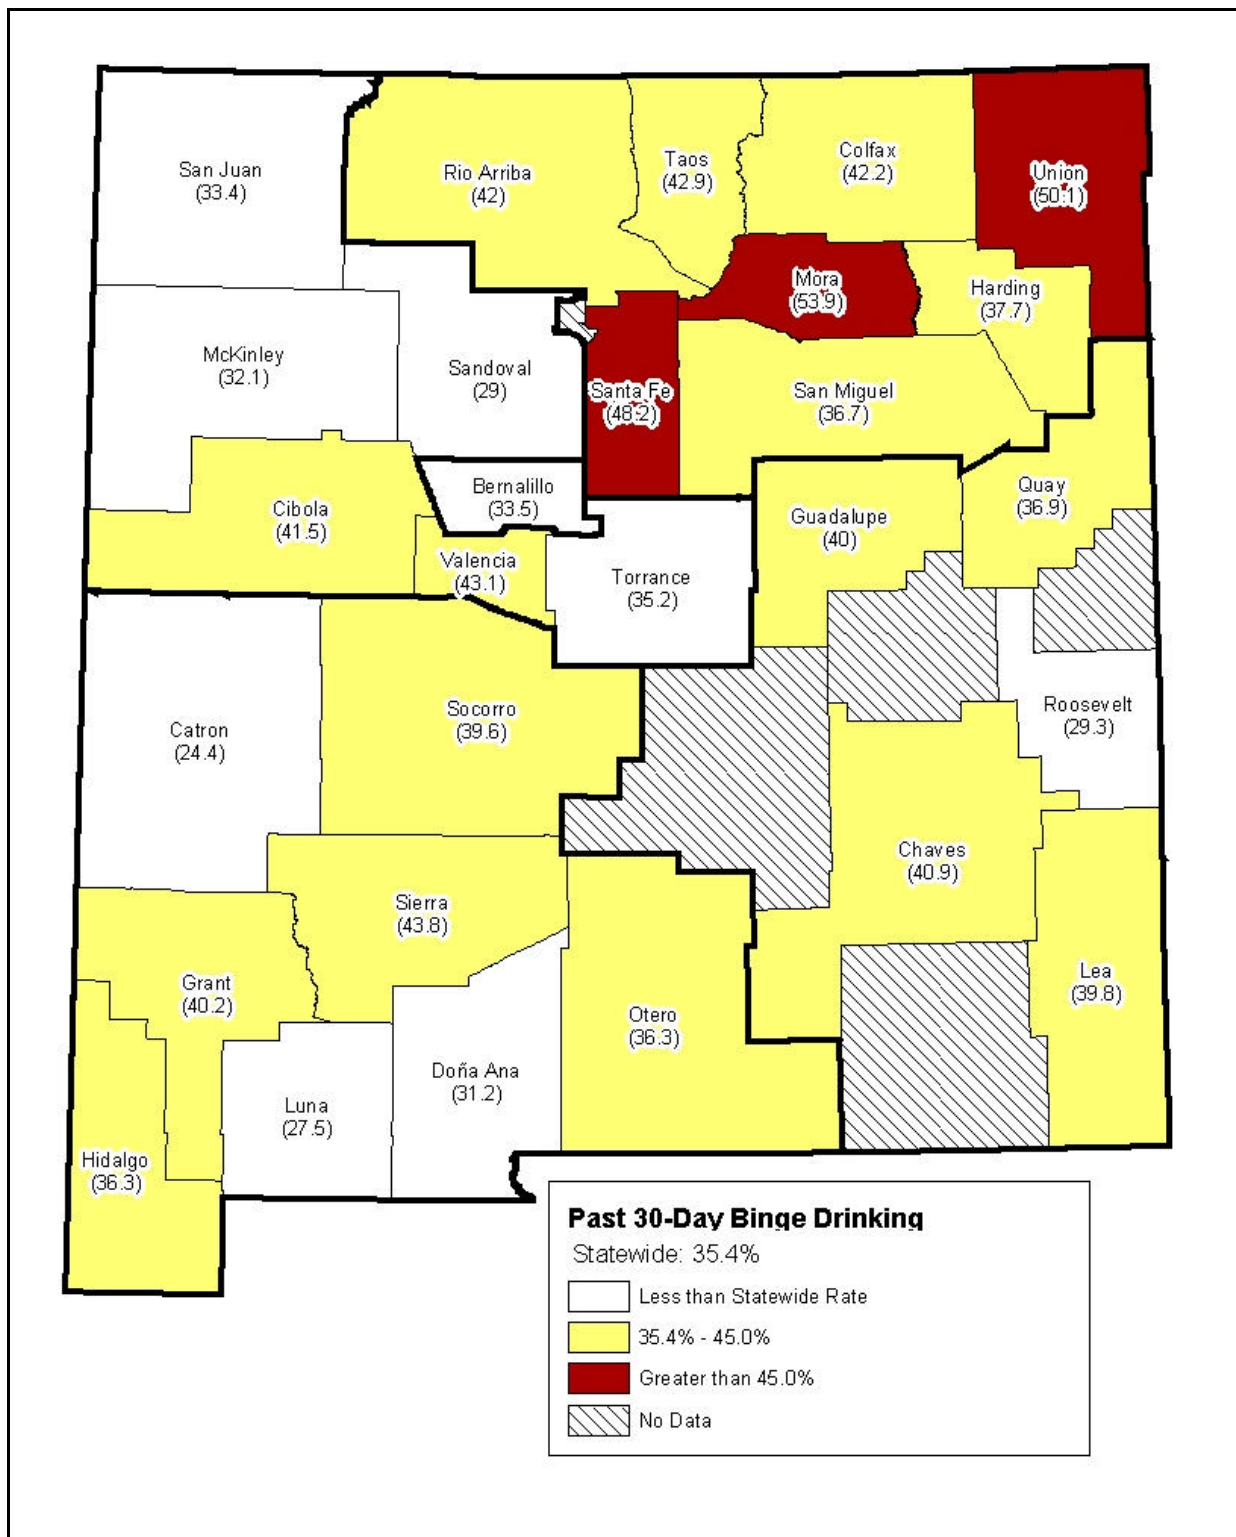 San Juan
(33.4)
Rio Arriba
(42)
Taos
(42.9)
Colfax
(42.2)
Union
(50.1)
Mora
(53.9)
Harding
(37.7)
McKinley
(32.1)
Sandoval
(29)
Santa Fe
(48.2)
San Miguel
(36.7)
Cibola
(41.5)
Bernalillo
(33.5)
Quay
(36.9)
Guadalupe
(40)
Valencia
(43.1)
Torrance
(35.2)
Catron
(24.4)
Socorro
(39.6)
Roosevelt
(29.3)
Chaves
(40.9)
Sierra
(43.8)
Grant
(40.2)
Lea
(39.8)
Otero
(36.3)
Doña Ana
(31.2)
Luna
(27.5)
Hidalgo
(36.3)
Past 30-Day Binge Drinking
Statewide: 35.4%
Less than Statewide Rate
35.4% - 45.0%
Greater than 45.0%
No Data